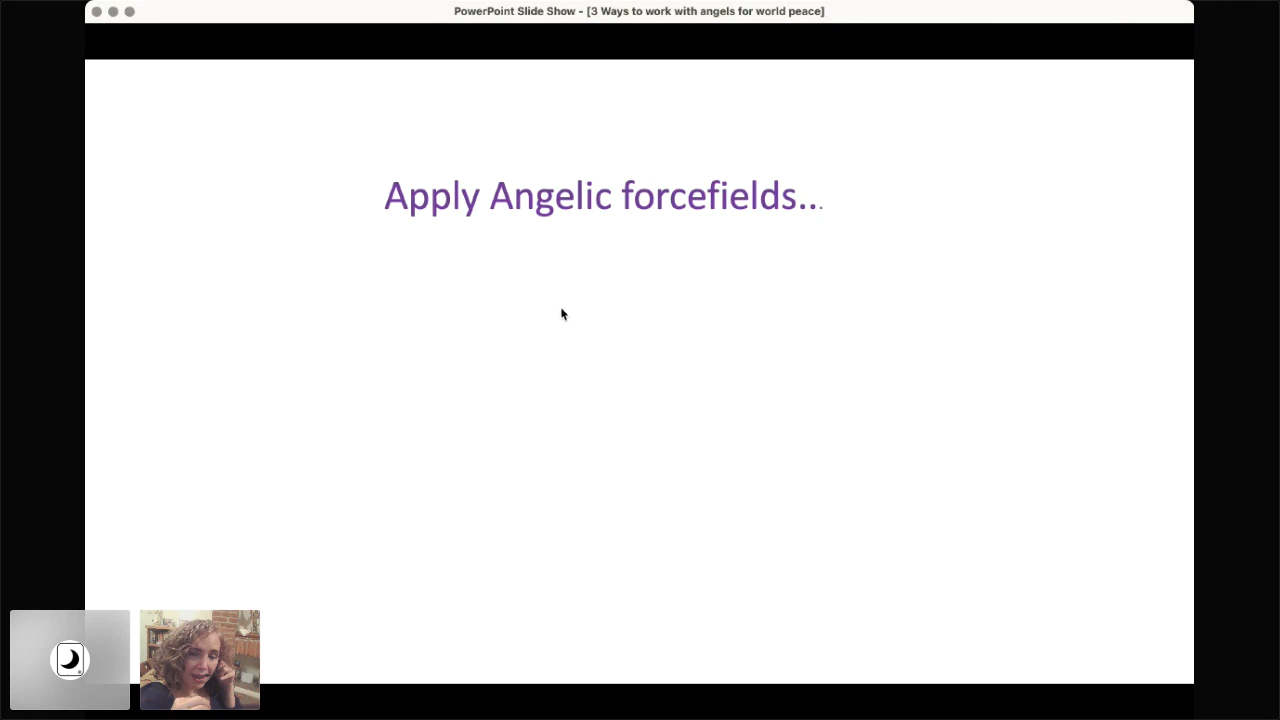 PowerPoint Slide Show - [3 Ways to work with angels for world peace]
Apply Angelic forcefields...